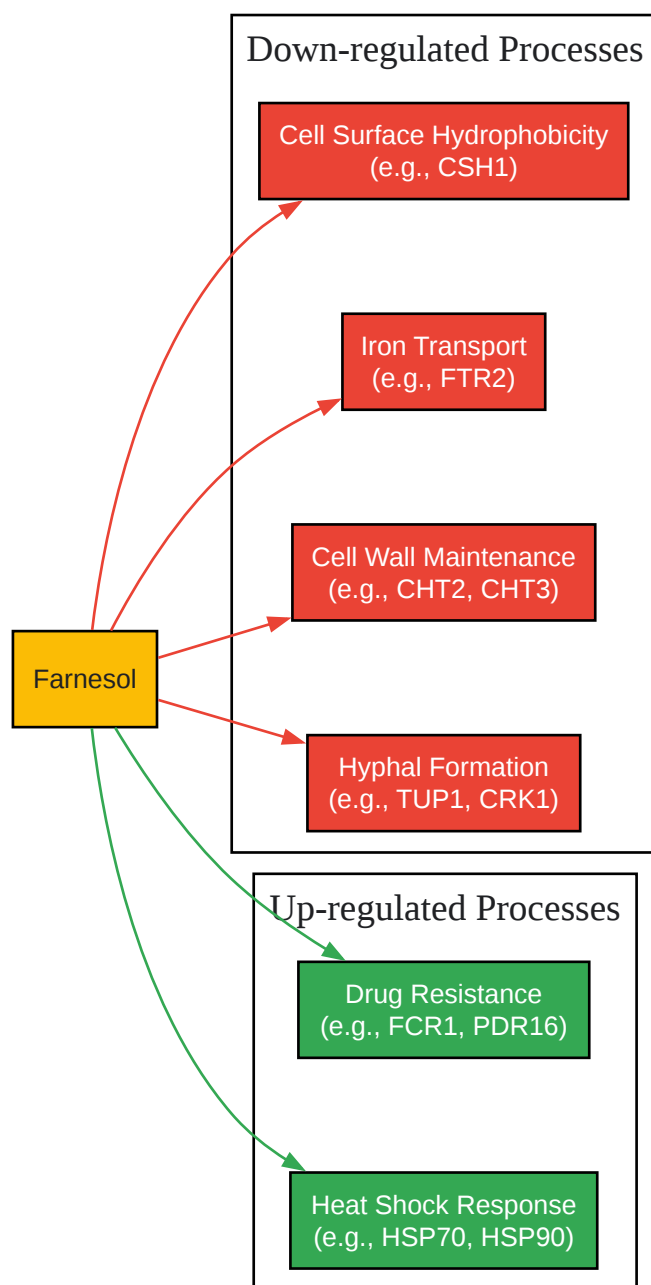 Down-regulated Processes
Cell Surface Hydrophobicity
(e.g., CSH1)
Iron Transport
(e.g., FTR2)
Cell Wall Maintenance
(e.g., CHT2, CHT3)
Farnesol
Hyphal Formation
(e.g., TUP1, CRK1)
Up-regulated Processes
Drug Resistance
(e.g., FCR1, PDR16)
Heat Shock Response
(e.g., HSP70, HSP90)